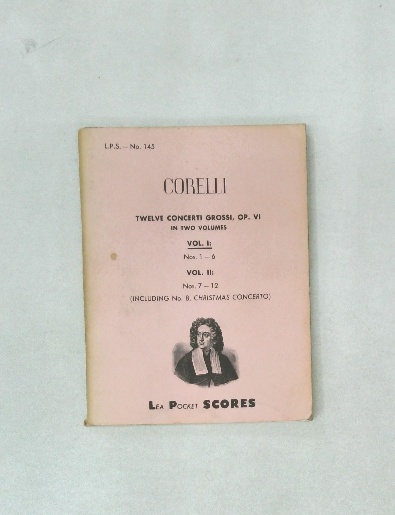 L.P.S. – No. 145
CORELLI
TWELVE CONCERTI GROSSI, OP. VI
IN TWO VOLUMES
VOL. I:
Nos. 1 – 6
VOL. II:
Nos. 7 – 12
(INCLUDING No. 8, CHRISTMAS CONCERTO)
LEA POCKET SCORES